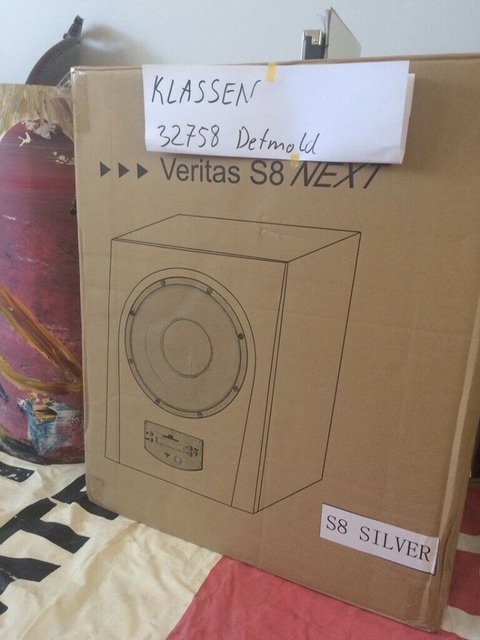 KLASSEN
32758 Detmold
Veritas S8 NEXT
S8 SILVER